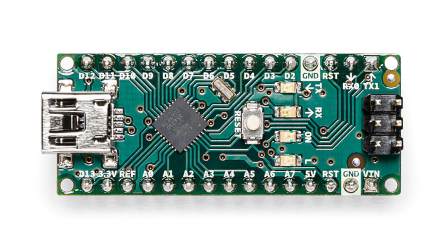 D12 D11 D10 D9 D8 D7 D6 D5 D4 D3 D2 GND RST RX0 TX1
TX
RX
ON
L
RESET
D13 3.3V REF A0 A1 A2 A3 A4 A5 A6 A7 5V RST GND VIN